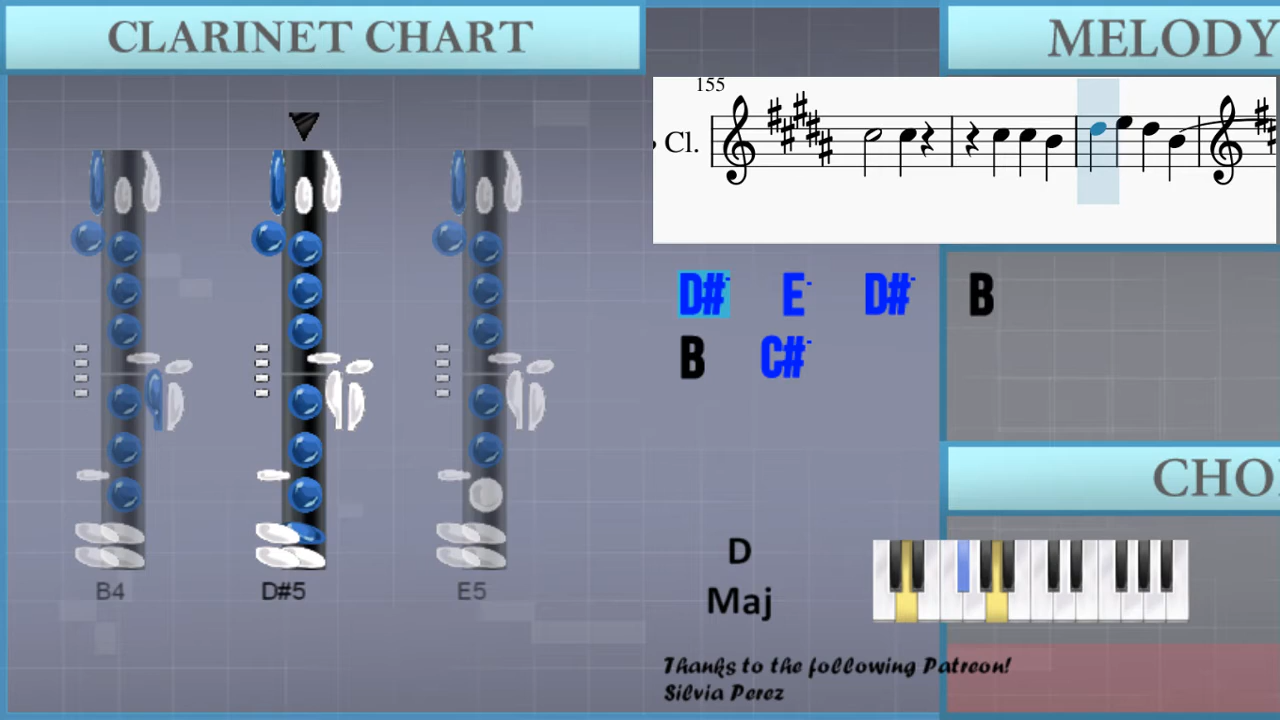 CLARINET CHART
MELODY
155
Cl.
D#- E- D#- B
B C#-
B4 D#5 E5
CHO
D
Maj
Thanks to the following Patreon!
Silvia Perez